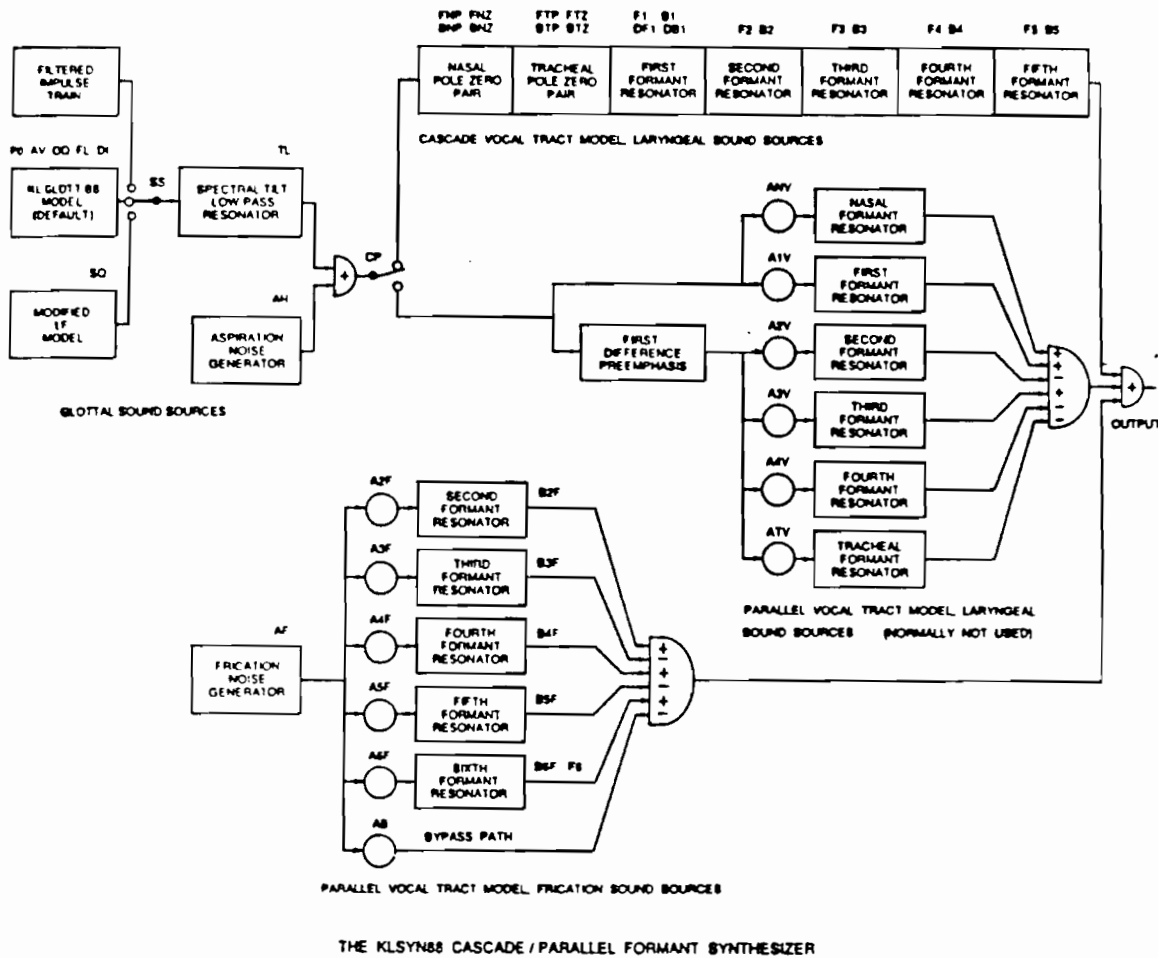 FNP FNZ
BNP BNZ
FTP FTZ
BTP BTZ
F1 B1
DF1 DB1
F2 B2
F3 B3
F4 B4
F5 B5
NASAL
POLE ZERO
PAIR
TRACHEAL
POLE ZERO
PAIR
FIRST
FORMANT
RESONATOR
SECOND
FORMANT
RESONATOR
THIRD
FORMANT
RESONATOR
FOURTH
FORMANT
RESONATOR
FIFTH
FORMANT
RESONATOR
CASCADE VOCAL TRACT MODEL, LARYNGEAL SOUND SOURCES
FILTERED
IMPULSE
TRAIN
F0 AV OQ FL DI
KLGLOTT88
MODEL
(DEFAULT)
SS
TL
SPECTRAL TILT
LOW-PASS
RESONATOR
SQ
MODIFIED
LF
MODEL
AH
ASPIRATION
NOISE
GENERATOR
+
CP
GLOTTAL SOUND SOURCES
FIRST
DIFFERENCE
PREEMPHASIS
ANV
NASAL
FORMANT
RESONATOR
A1V
FIRST
FORMANT
RESONATOR
A2V
SECOND
FORMANT
RESONATOR
A3V
THIRD
FORMANT
RESONATOR
A4V
FOURTH
FORMANT
RESONATOR
ATV
TRACHEAL
FORMANT
RESONATOR
+
+
−
+
−
−
+
OUTPUT
PARALLEL VOCAL TRACT MODEL, LARYNGEAL
SOUND SOURCES (NORMALLY NOT USED)
AF
FRICATION
NOISE
GENERATOR
A2F
SECOND
FORMANT
RESONATOR
B2F
A3F
THIRD
FORMANT
RESONATOR
B3F
A4F
FOURTH
FORMANT
RESONATOR
B4F
A5F
FIFTH
FORMANT
RESONATOR
B5F
A6F
SIXTH
FORMANT
RESONATOR
B6F F6
AB
BYPASS PATH
+
−
+
−
+
−
PARALLEL VOCAL TRACT MODEL, FRICATION SOUND SOURCES
THE KLSYN88 CASCADE / PARALLEL FORMANT SYNTHESIZER